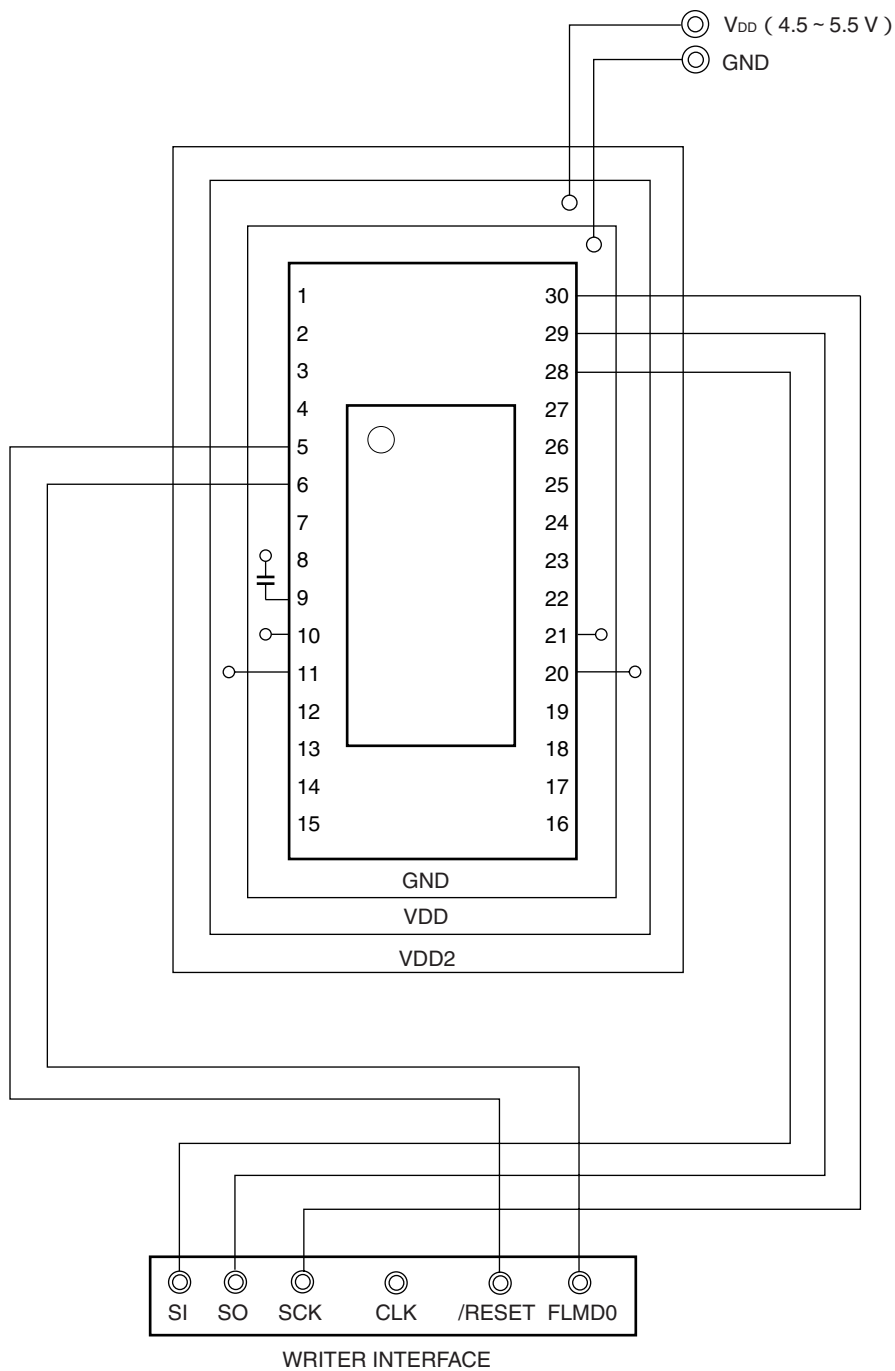 VDD ( 4.5 ~ 5.5 V )
GND
1 30
2 29
3 28
4 27
5 26
6 25
7 24
8 23
9 22
10 21
11 20
12 19
13 18
14 17
15 16
GND
VDD
VDD2
SI SO SCK CLK /RESET FLMD0
WRITER INTERFACE